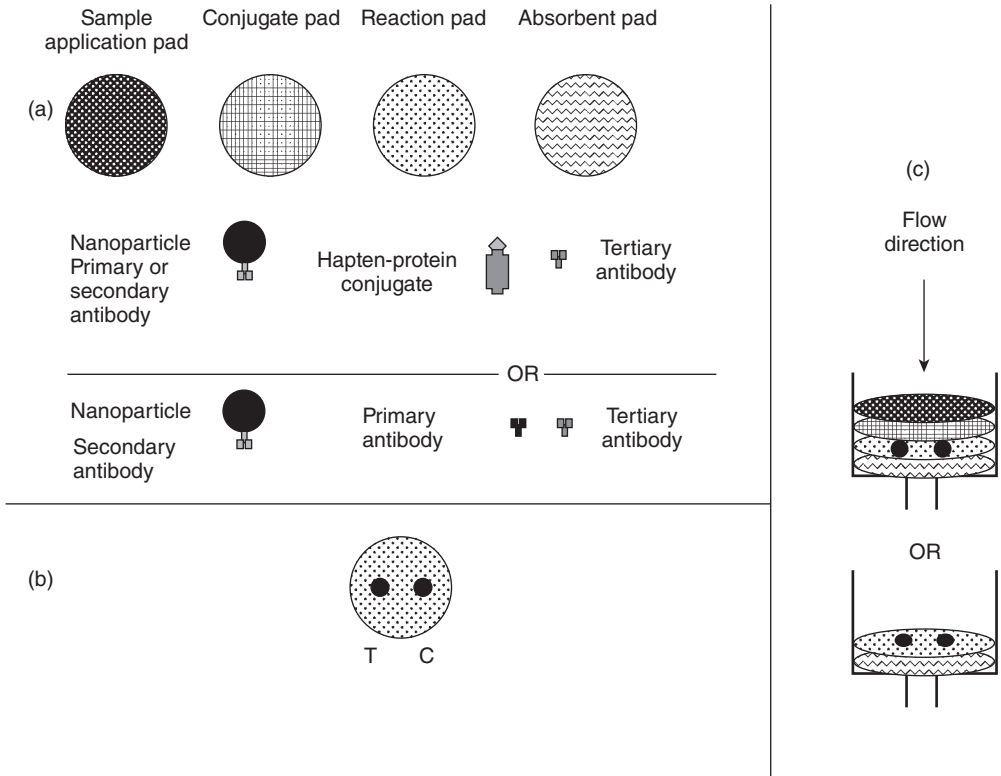 Sample
application pad
Conjugate pad
Reaction pad
Absorbent pad
(a)
Nanoparticle
Primary or
secondary
antibody
Hapten-protein
conjugate
Tertiary
antibody
OR
Nanoparticle
Secondary
antibody
Primary
antibody
Tertiary
antibody
(b)
T C
(c)
Flow
direction
OR